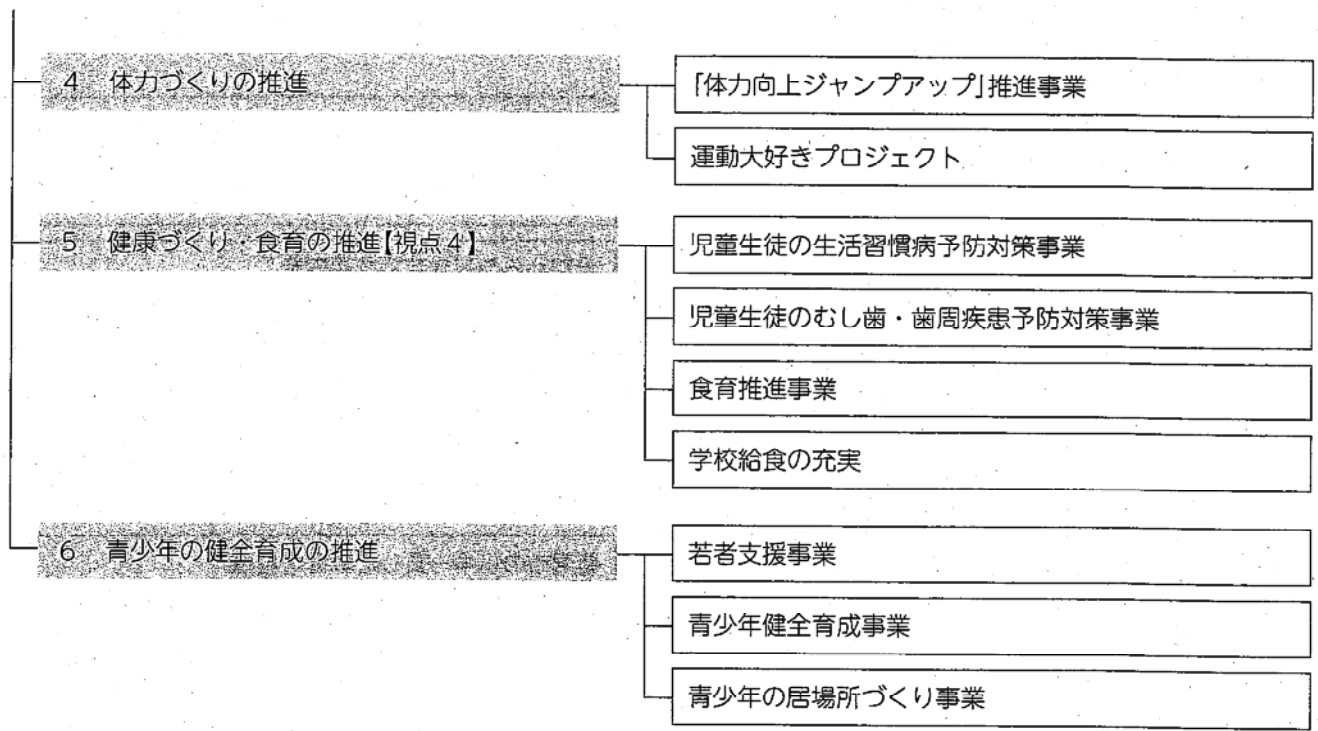 4 体力づくりの推進
「体力向上ジャンプアップ」推進事業
運動大好きプロジェクト
5 健康づくり・食育の推進【視点4】
児童生徒の生活習慣病予防対策事業
児童生徒のむし歯・歯周疾患予防対策事業
食育推進事業
学校給食の充実
6 青少年の健全育成の推進
若者支援事業
青少年健全育成事業
青少年の居場所づくり事業